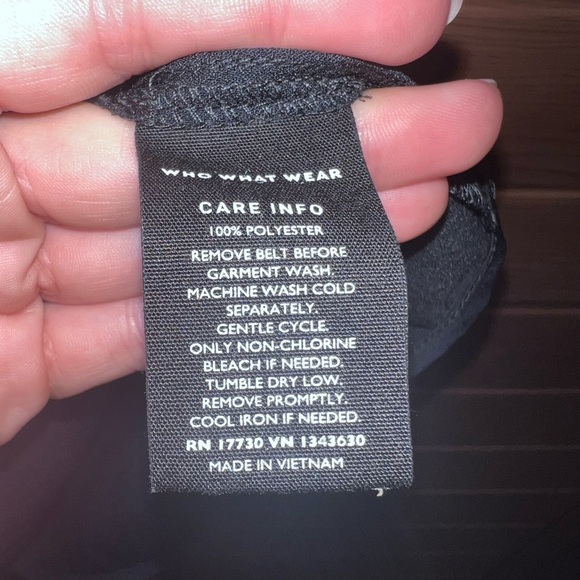 WHO WHAT WEAR
CARE INFO
100% POLYESTER
REMOVE BELT BEFORE
GARMENT WASH.
MACHINE WASH COLD
SEPARATELY.
GENTLE CYCLE.
ONLY NON-CHLORINE
BLEACH IF NEEDED.
TUMBLE DRY LOW.
REMOVE PROMPTLY.
COOL IRON IF NEEDED.
RN 17730 VN 1343630
MADE IN VIETNAM